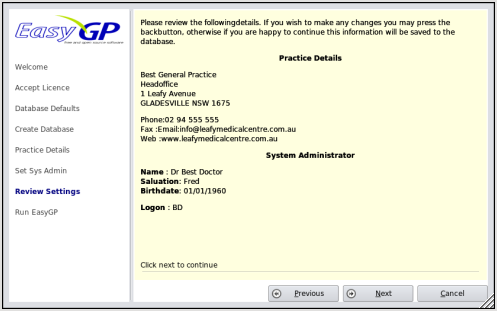 EasyGP
free and open source software
Welcome
Accept Licence
Database Defaults
Create Database
Practice Details
Set Sys Admin
Review Settings
Run EasyGP
Please review the followingdetails. If you wish to make any changes you may press the
backbutton, otherwise if you are happy to continue this information will be saved to the
database.
Practice Details
Best General Practice
Headoffice
1 Leafy Avenue
GLADESVILLE NSW 1675
Phone:02 94 555 555
Fax :Email:info@leafymedicalcentre.com.au
Web :www.leafymedicalcentre.com.au
System Administrator
Name : Dr Best Doctor
Saluation: Fred
Birthdate: 01/01/1960
Logon : BD
Click next to continue
Previous
Next
Cancel